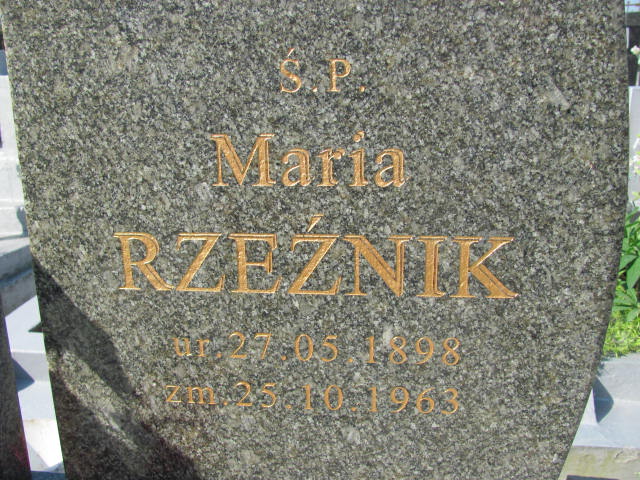 Ś.P.
Maria
RZEŹNIK
ur.27.05.1898
zm.25.10.1963